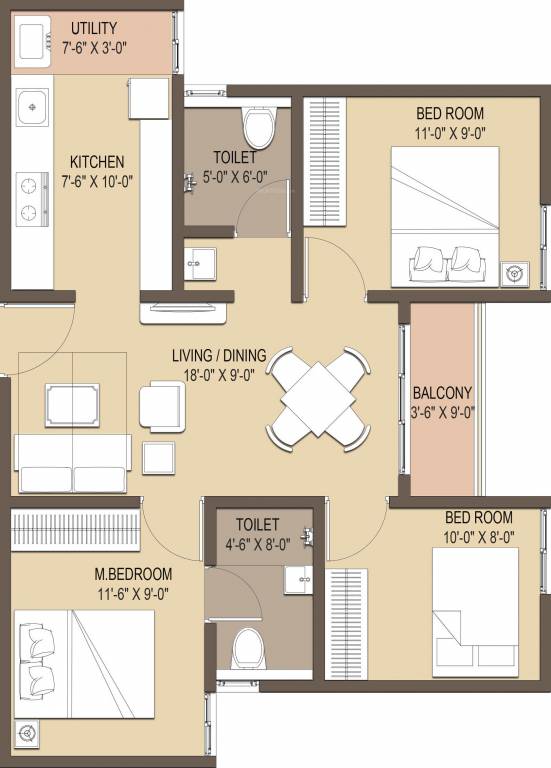 UTILITY
7'-6" X 3'-0"
KITCHEN
7'-6" X 10'-0"
TOILET
5'-0" X 6'-0"
BED ROOM
11'-0" X 9'-0"
LIVING / DINING
18'-0" X 9'-0"
BALCONY
3'-6" X 9'-0"
TOILET
4'-6" X 8'-0"
BED ROOM
10'-0" X 8'-0"
M.BEDROOM
11'-6" X 9'-0"